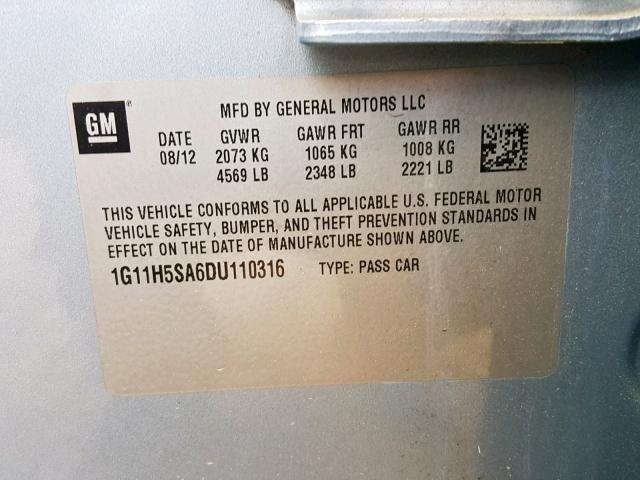 GM ®
MFD BY GENERAL MOTORS LLC
DATE GVWR GAWR FRT GAWR RR
08/12 2073 KG 1065 KG 1008 KG
4569 LB 2348 LB 2221 LB
THIS VEHICLE CONFORMS TO ALL APPLICABLE U.S. FEDERAL MOTOR
VEHICLE SAFETY, BUMPER, AND THEFT PREVENTION STANDARDS IN
EFFECT ON THE DATE OF MANUFACTURE SHOWN ABOVE.
1G11H5SA6DU110316 TYPE: PASS CAR